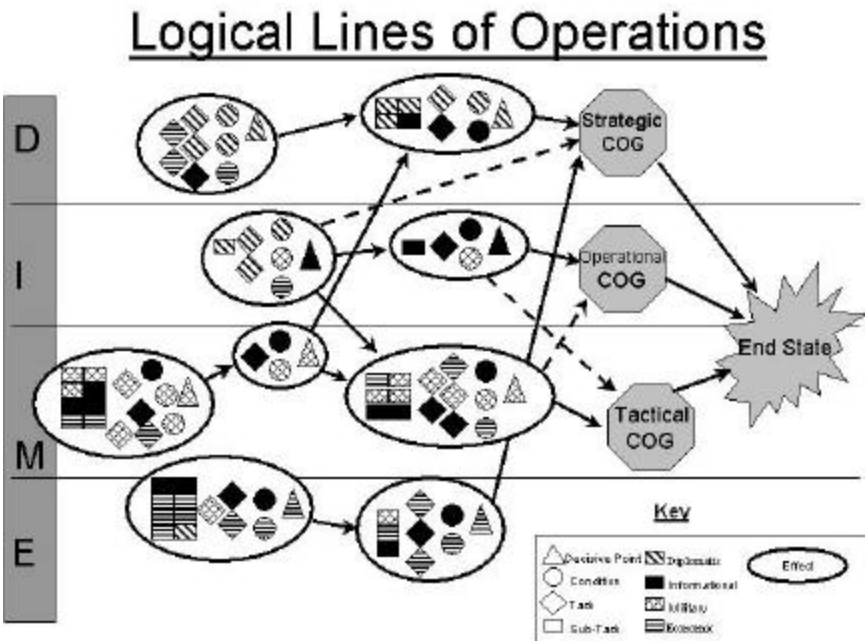 Logical Lines of Operations
D
Strategic
COG
I
Operational
COG
End State
M
Tactical
COG
E
Key
Decisive Point
Diplomatic
Effect
Condition
Informational
Task
Military
Sub-Task
Economic